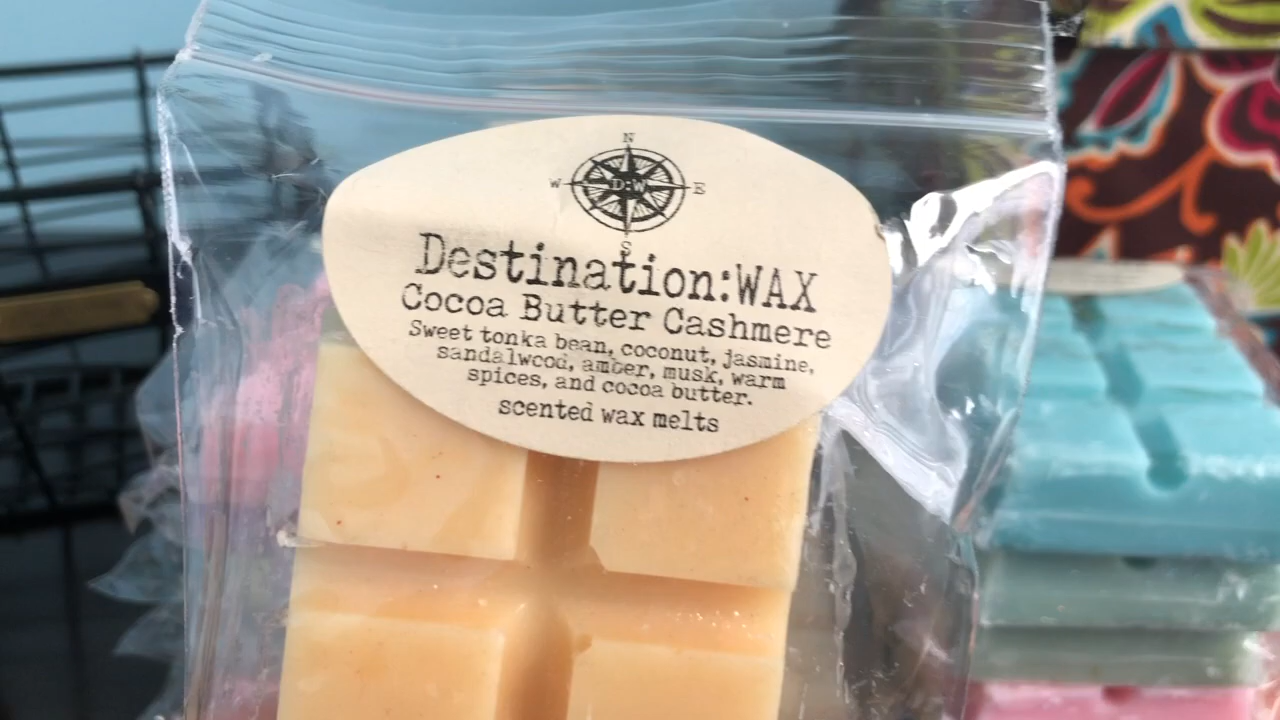 N
W D:W E
S
Destination:WAX
Cocoa Butter Cashmere
Sweet tonka bean, coconut, jasmine,
sandalwood, amber, musk, warm
spices, and cocoa butter.
scented wax melts